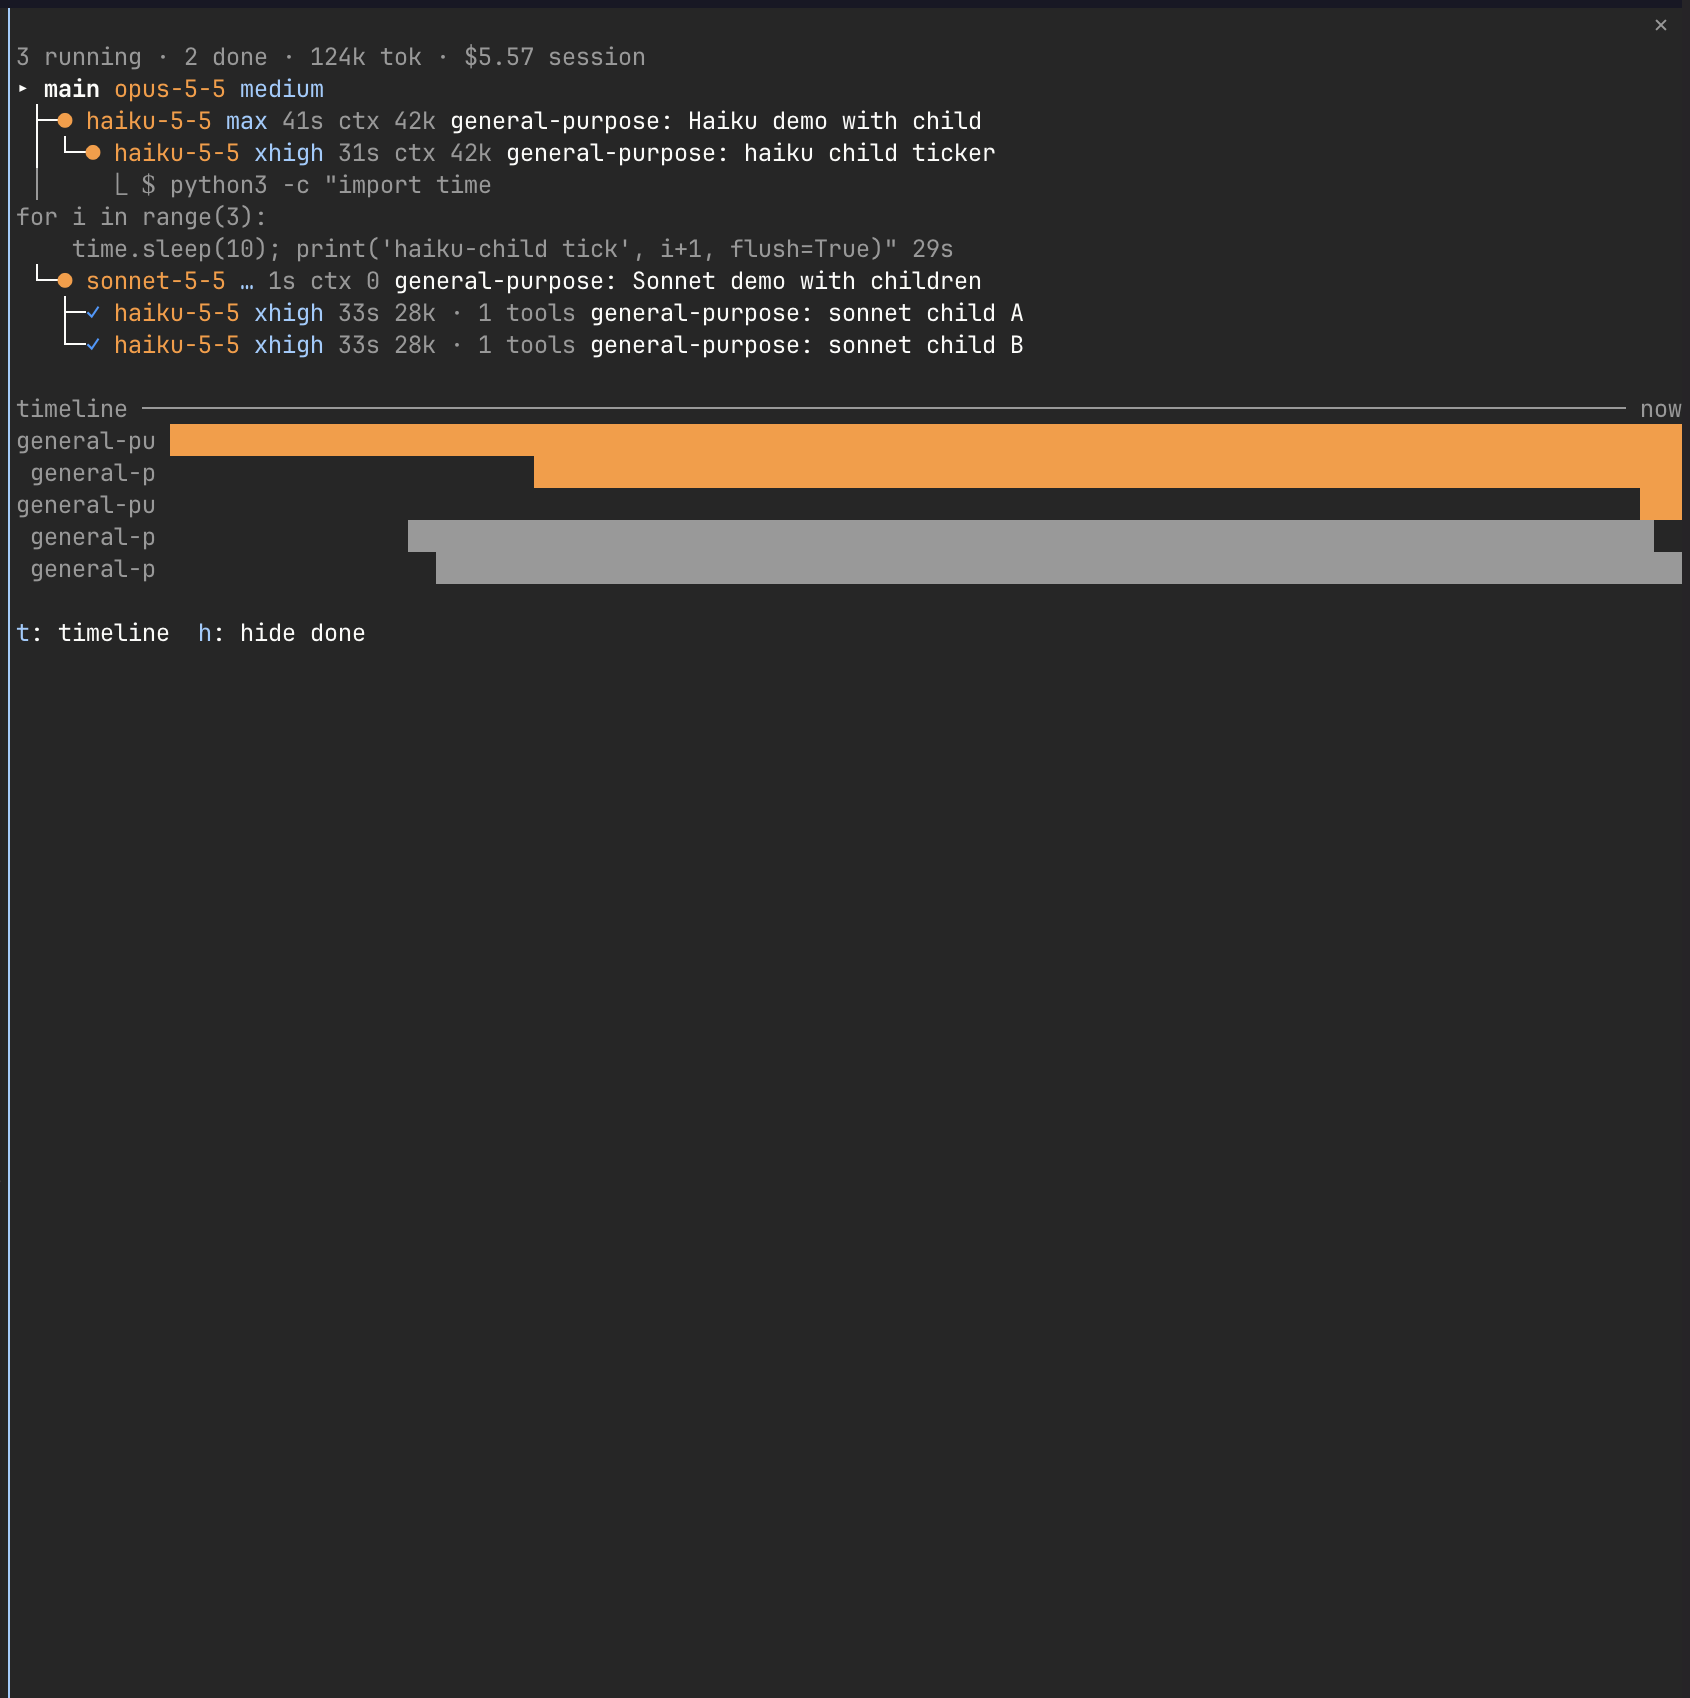 ×
3 running · 2 done · 124k tok · $5.57 session
▸ main opus-5-5 medium
├─● haiku-5-5 max 41s ctx 42k general-purpose: Haiku demo with child
│ └─● haiku-5-5 xhigh 31s ctx 42k general-purpose: haiku child ticker
│     ⎣ $ python3 -c "import time
for i in range(3):
    time.sleep(10); print('haiku-child tick', i+1, flush=True)" 29s
└─● sonnet-5-5 … 1s ctx 0 general-purpose: Sonnet demo with children
  ├─✓ haiku-5-5 xhigh 33s 28k · 1 tools general-purpose: sonnet child A
  └─✓ haiku-5-5 xhigh 33s 28k · 1 tools general-purpose: sonnet child B
timeline now
general-pu
 general-p
general-pu
 general-p
 general-p
t: timeline  h: hide done